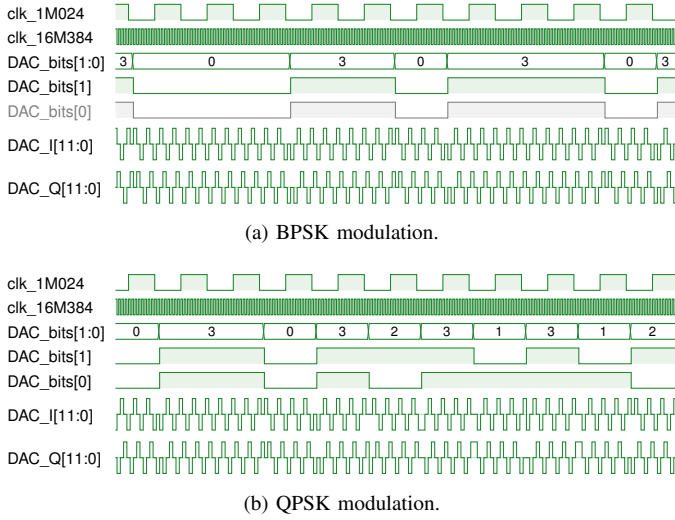 clk_1M024
clk_16M384
DAC_bits[1:0] 3 0 3 0 3 0 3
DAC_bits[1]
DAC_bits[0]
DAC_I[11:0]
DAC_Q[11:0]
(a) BPSK modulation.
clk_1M024
clk_16M384
DAC_bits[1:0] 0 3 0 3 2 3 1 3 1 2
DAC_bits[1]
DAC_bits[0]
DAC_I[11:0]
DAC_Q[11:0]
(b) QPSK modulation.